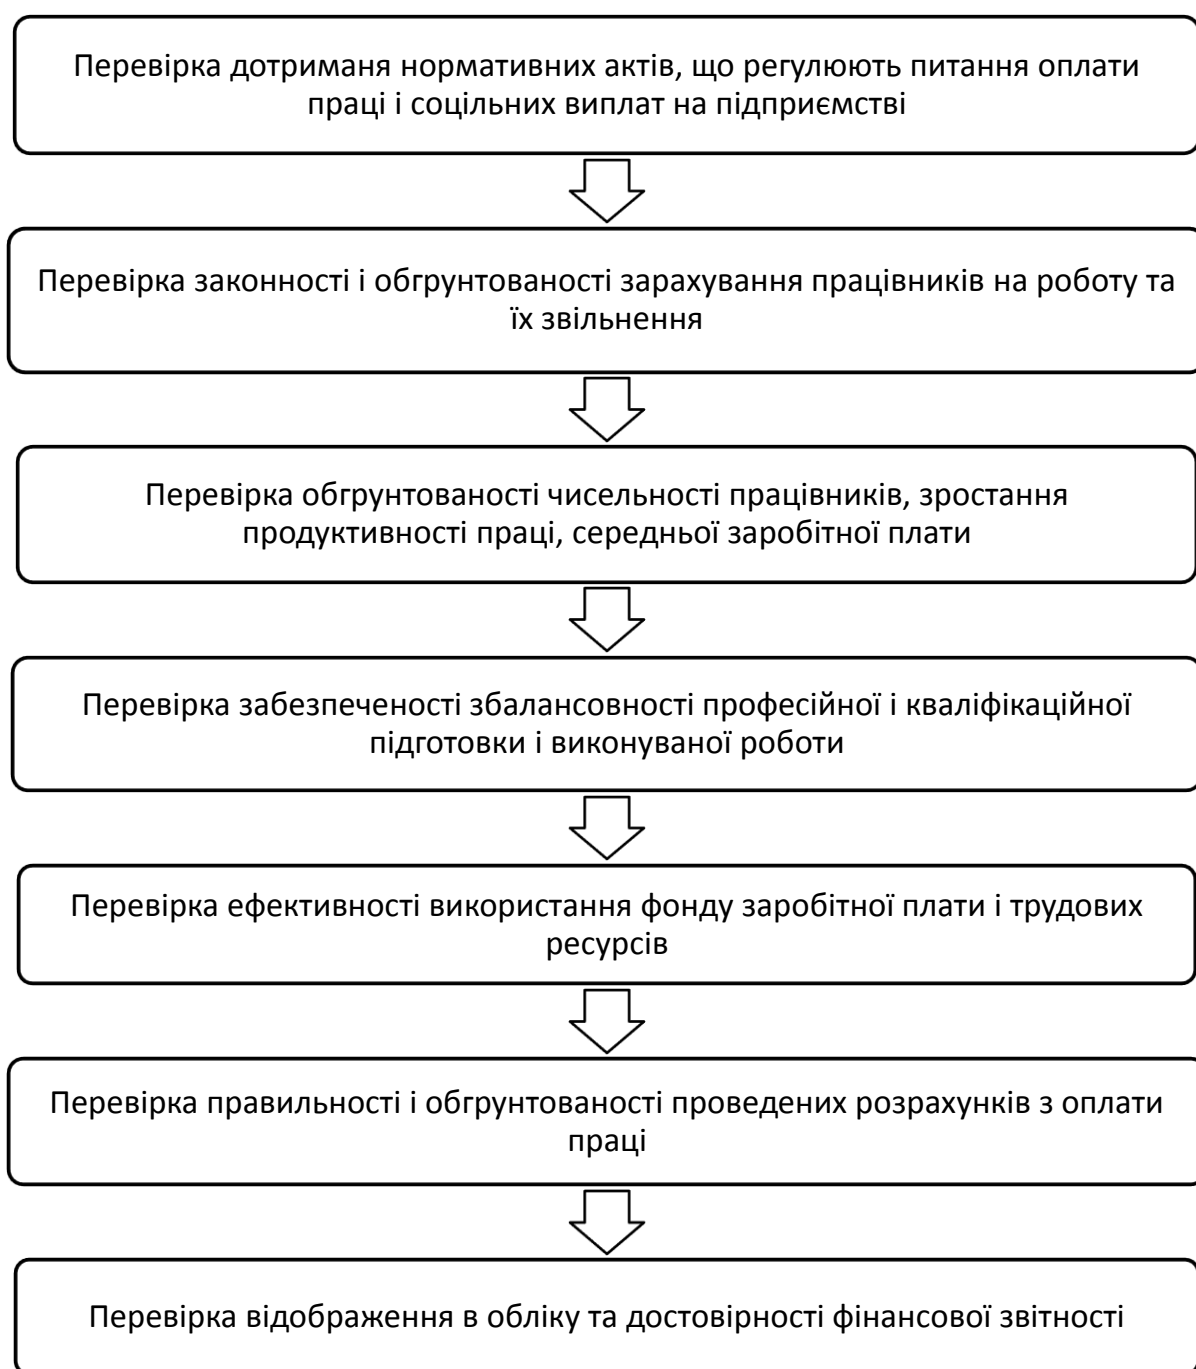 Перевірка дотриманя нормативних актів, що регулюють питання оплати
праці і соцільних виплат на підприємстві
Перевірка законності і обгрунтованості зарахування працівників на роботу та
їх звільнення
Перевірка обгрунтованості чисельності працівників, зростання
продуктивності праці, середньої заробітної плати
Перевірка забезпеченості збалансовності професійної і кваліфікаційної
підготовки і виконуваної роботи
Перевірка ефективності використання фонду заробітної плати і трудових
ресурсів
Перевірка правильності і обгрунтованості проведених розрахунків з оплати
праці
Перевірка відображення в обліку та достовірності фінансової звітності